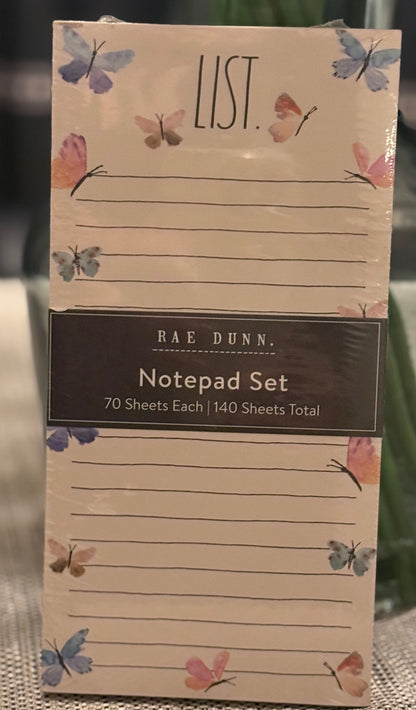 LIST.
RAE DUNN.
Notepad Set
70 Sheets Each | 140 Sheets Total